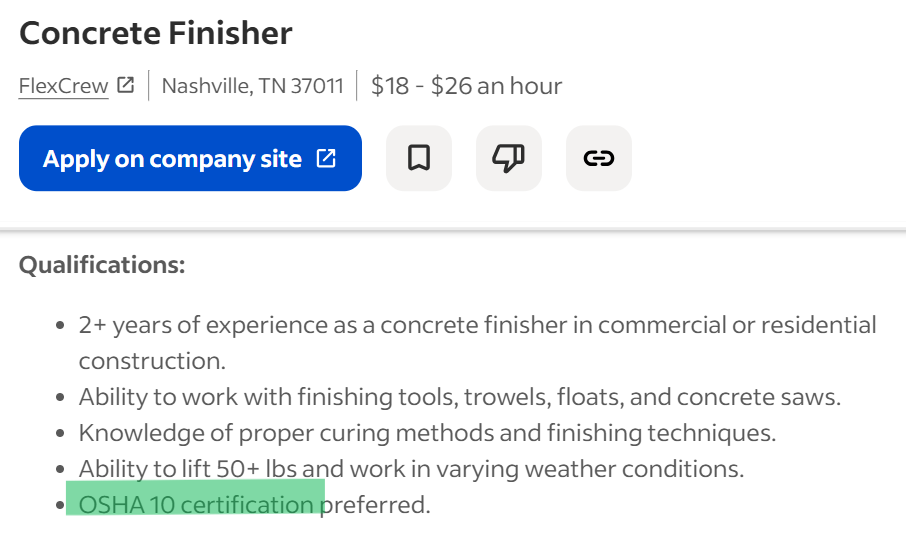 Concrete Finisher
FlexCrew Nashville, TN 37011 $18 - $26 an hour
Apply on company site
Qualifications:
2+ years of experience as a concrete finisher in commercial or residential
construction.
Ability to work with finishing tools, trowels, floats, and concrete saws.
Knowledge of proper curing methods and finishing techniques.
Ability to lift 50+ lbs and work in varying weather conditions.
OSHA 10 certification preferred.